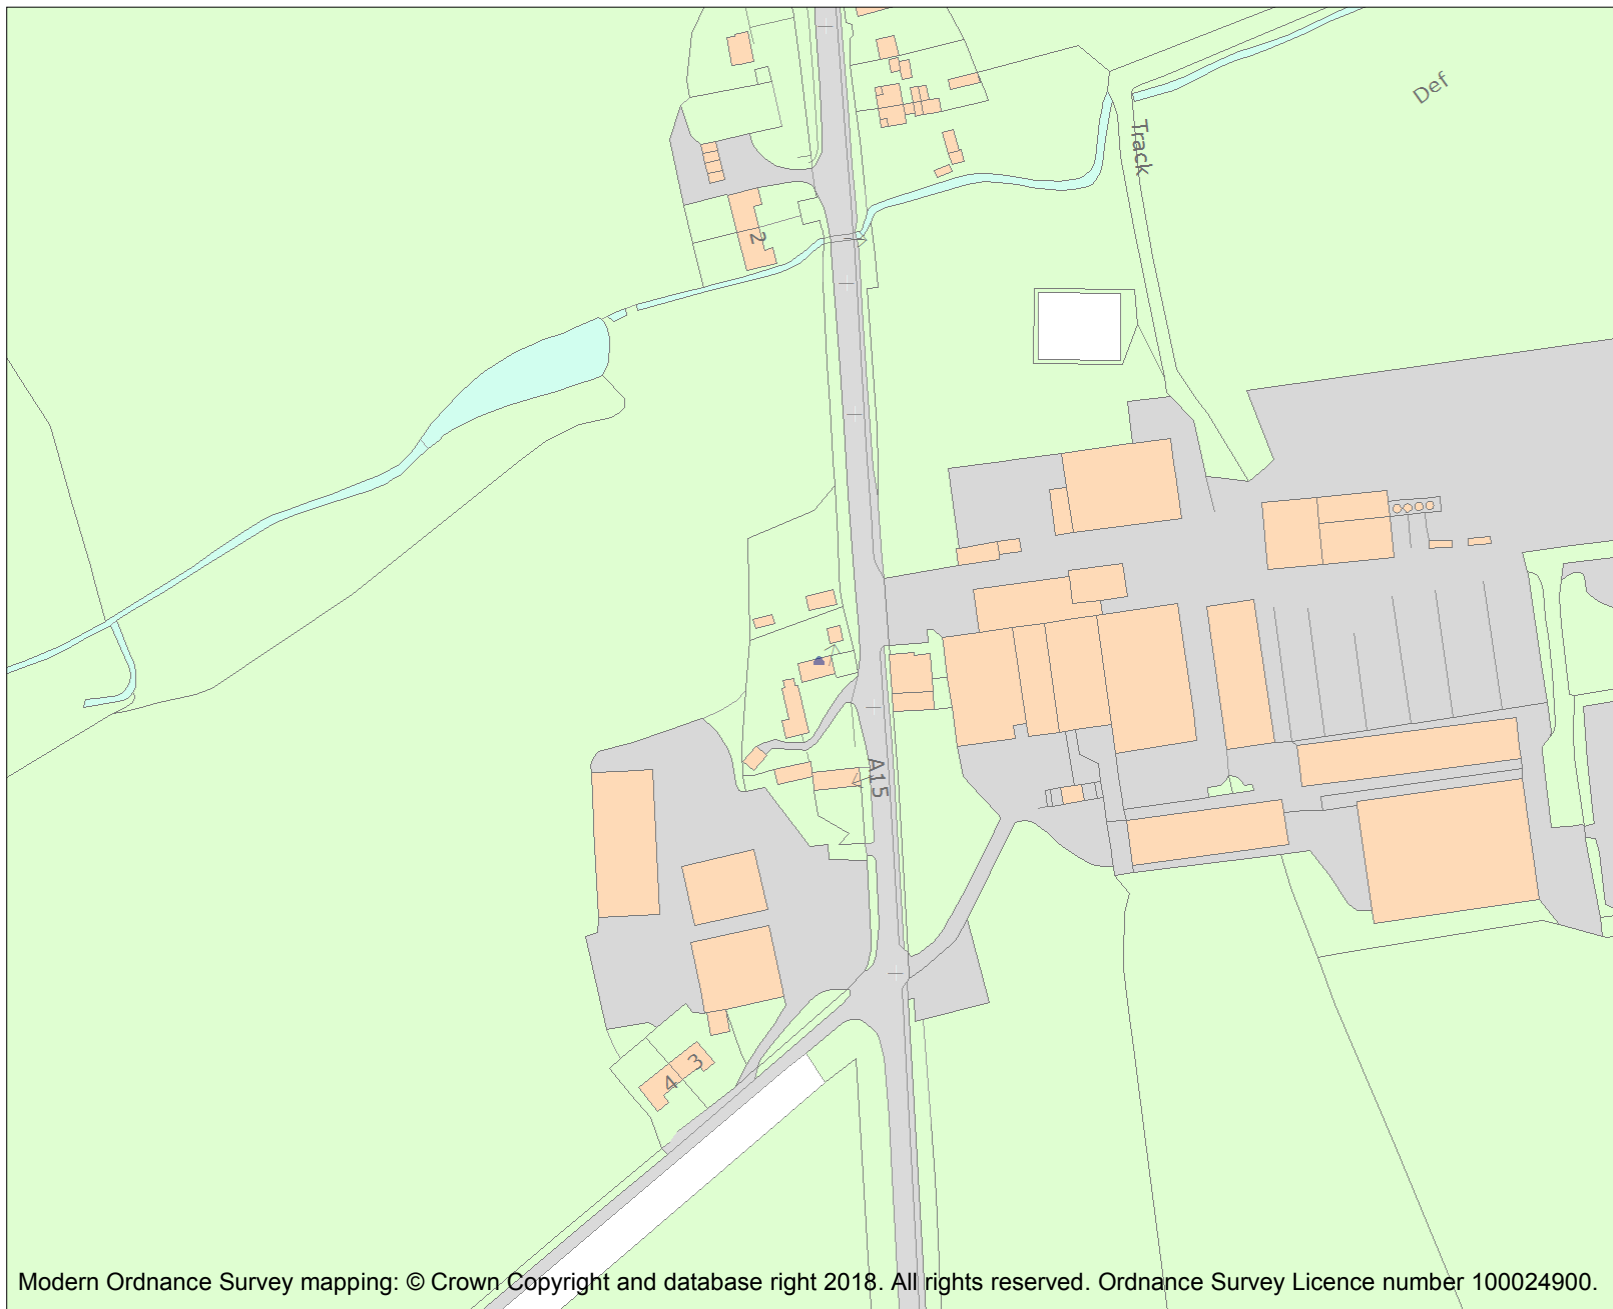 Def
Track
2
A15
3
4
Modern Ordnance Survey mapping: © Crown Copyright and database right 2018. All rights reserved. Ordnance Survey Licence number 100024900.